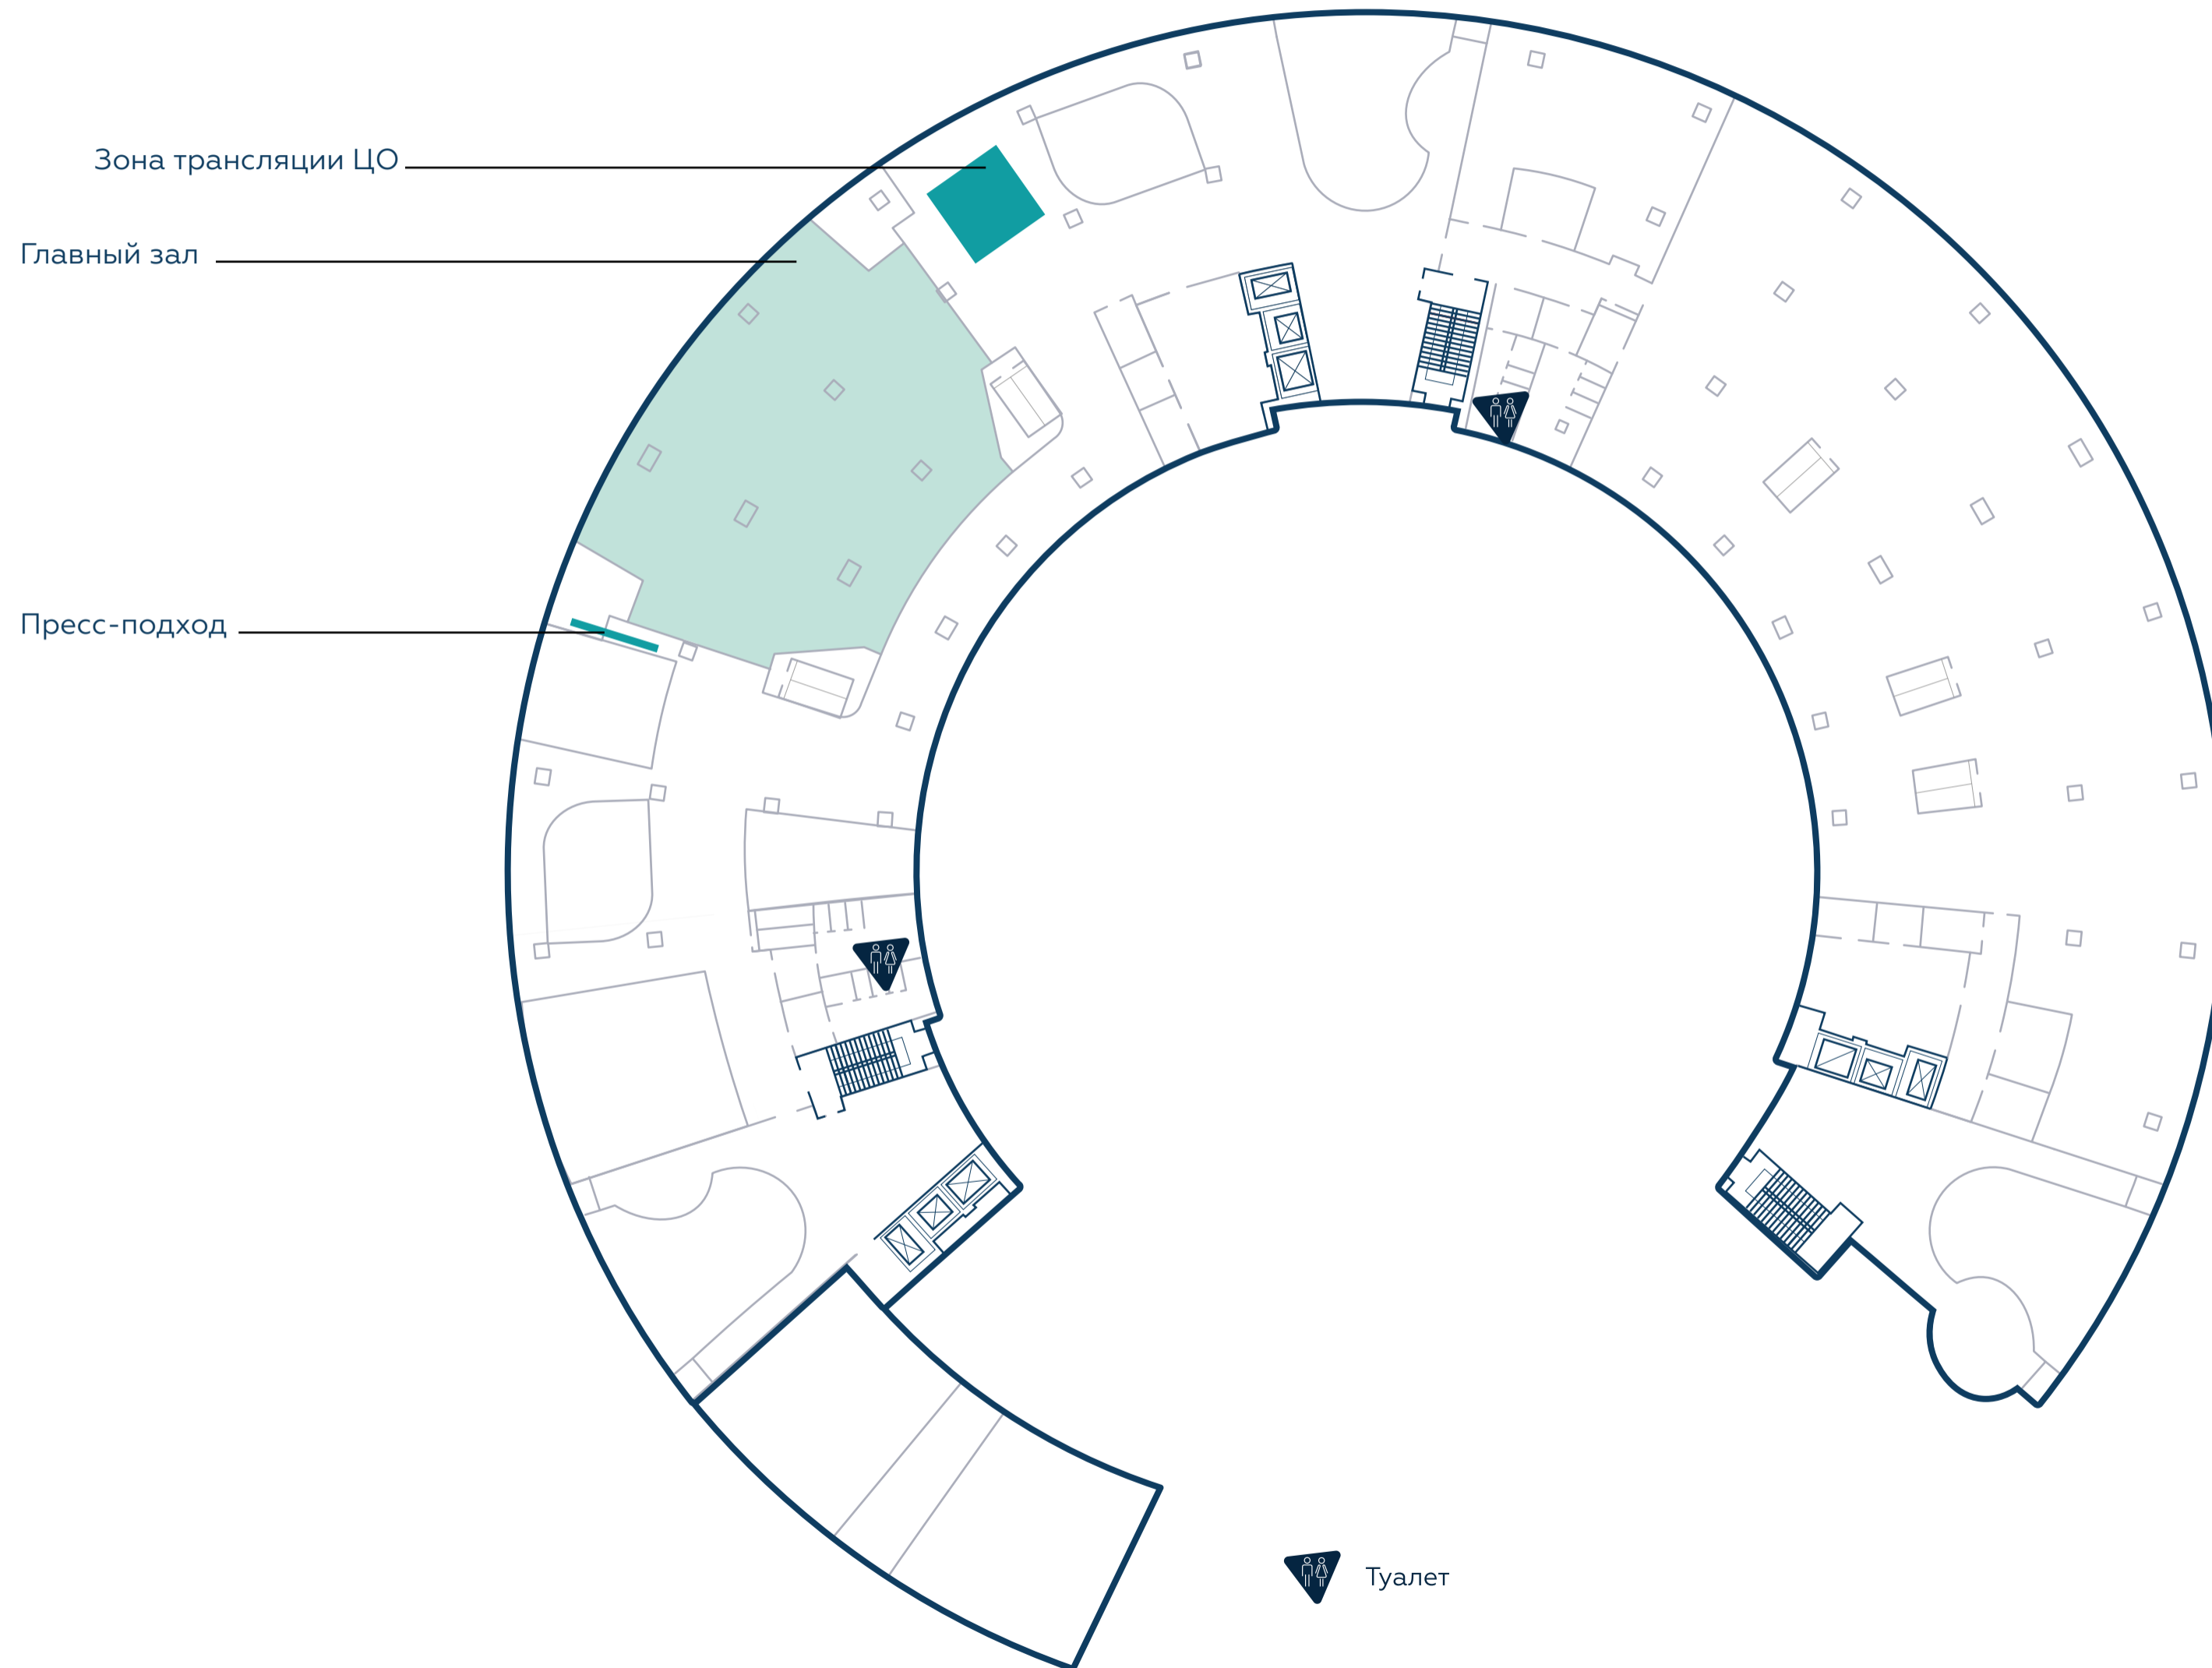 Зона трансляции ЦО
Главный зал
Пресс-подход
Туалет